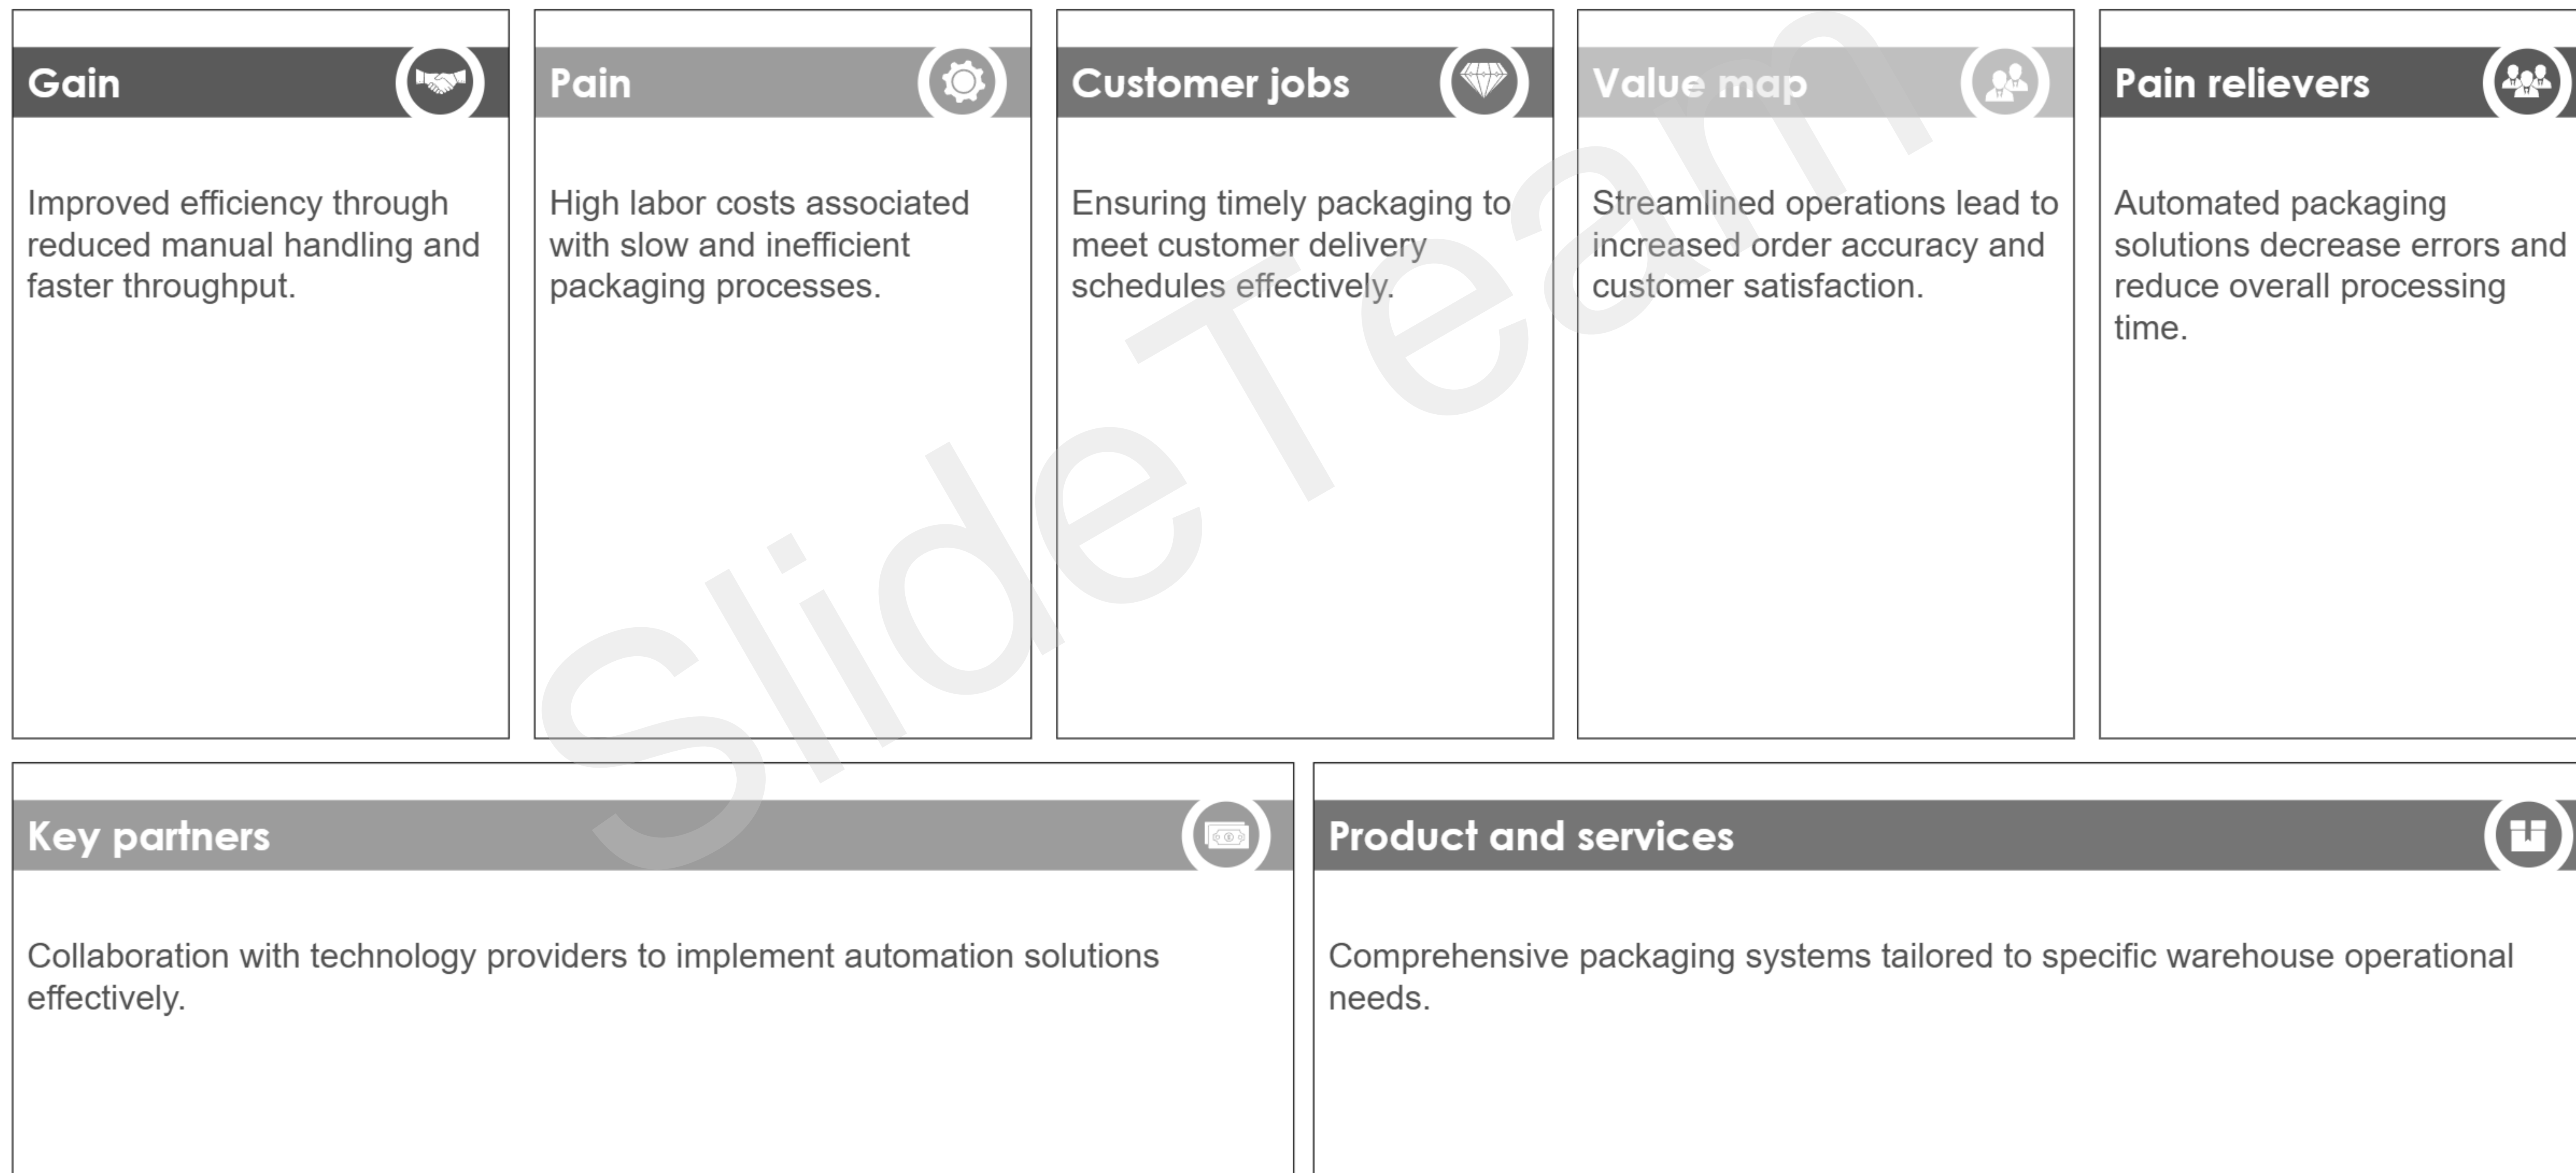 Gain
Improved efficiency through
reduced manual handling and
faster throughput.
Pain
High labor costs associated
with slow and inefficient
packaging processes.
Customer jobs
Ensuring timely packaging to
meet customer delivery
schedules effectively.
Value map
Streamlined operations lead to
increased order accuracy and
customer satisfaction.
Pain relievers
Automated packaging
solutions decrease errors and
reduce overall processing
time.
Key partners
Collaboration with technology providers to implement automation solutions
effectively.
Product and services
Comprehensive packaging systems tailored to specific warehouse operational
needs.
SlideTeam